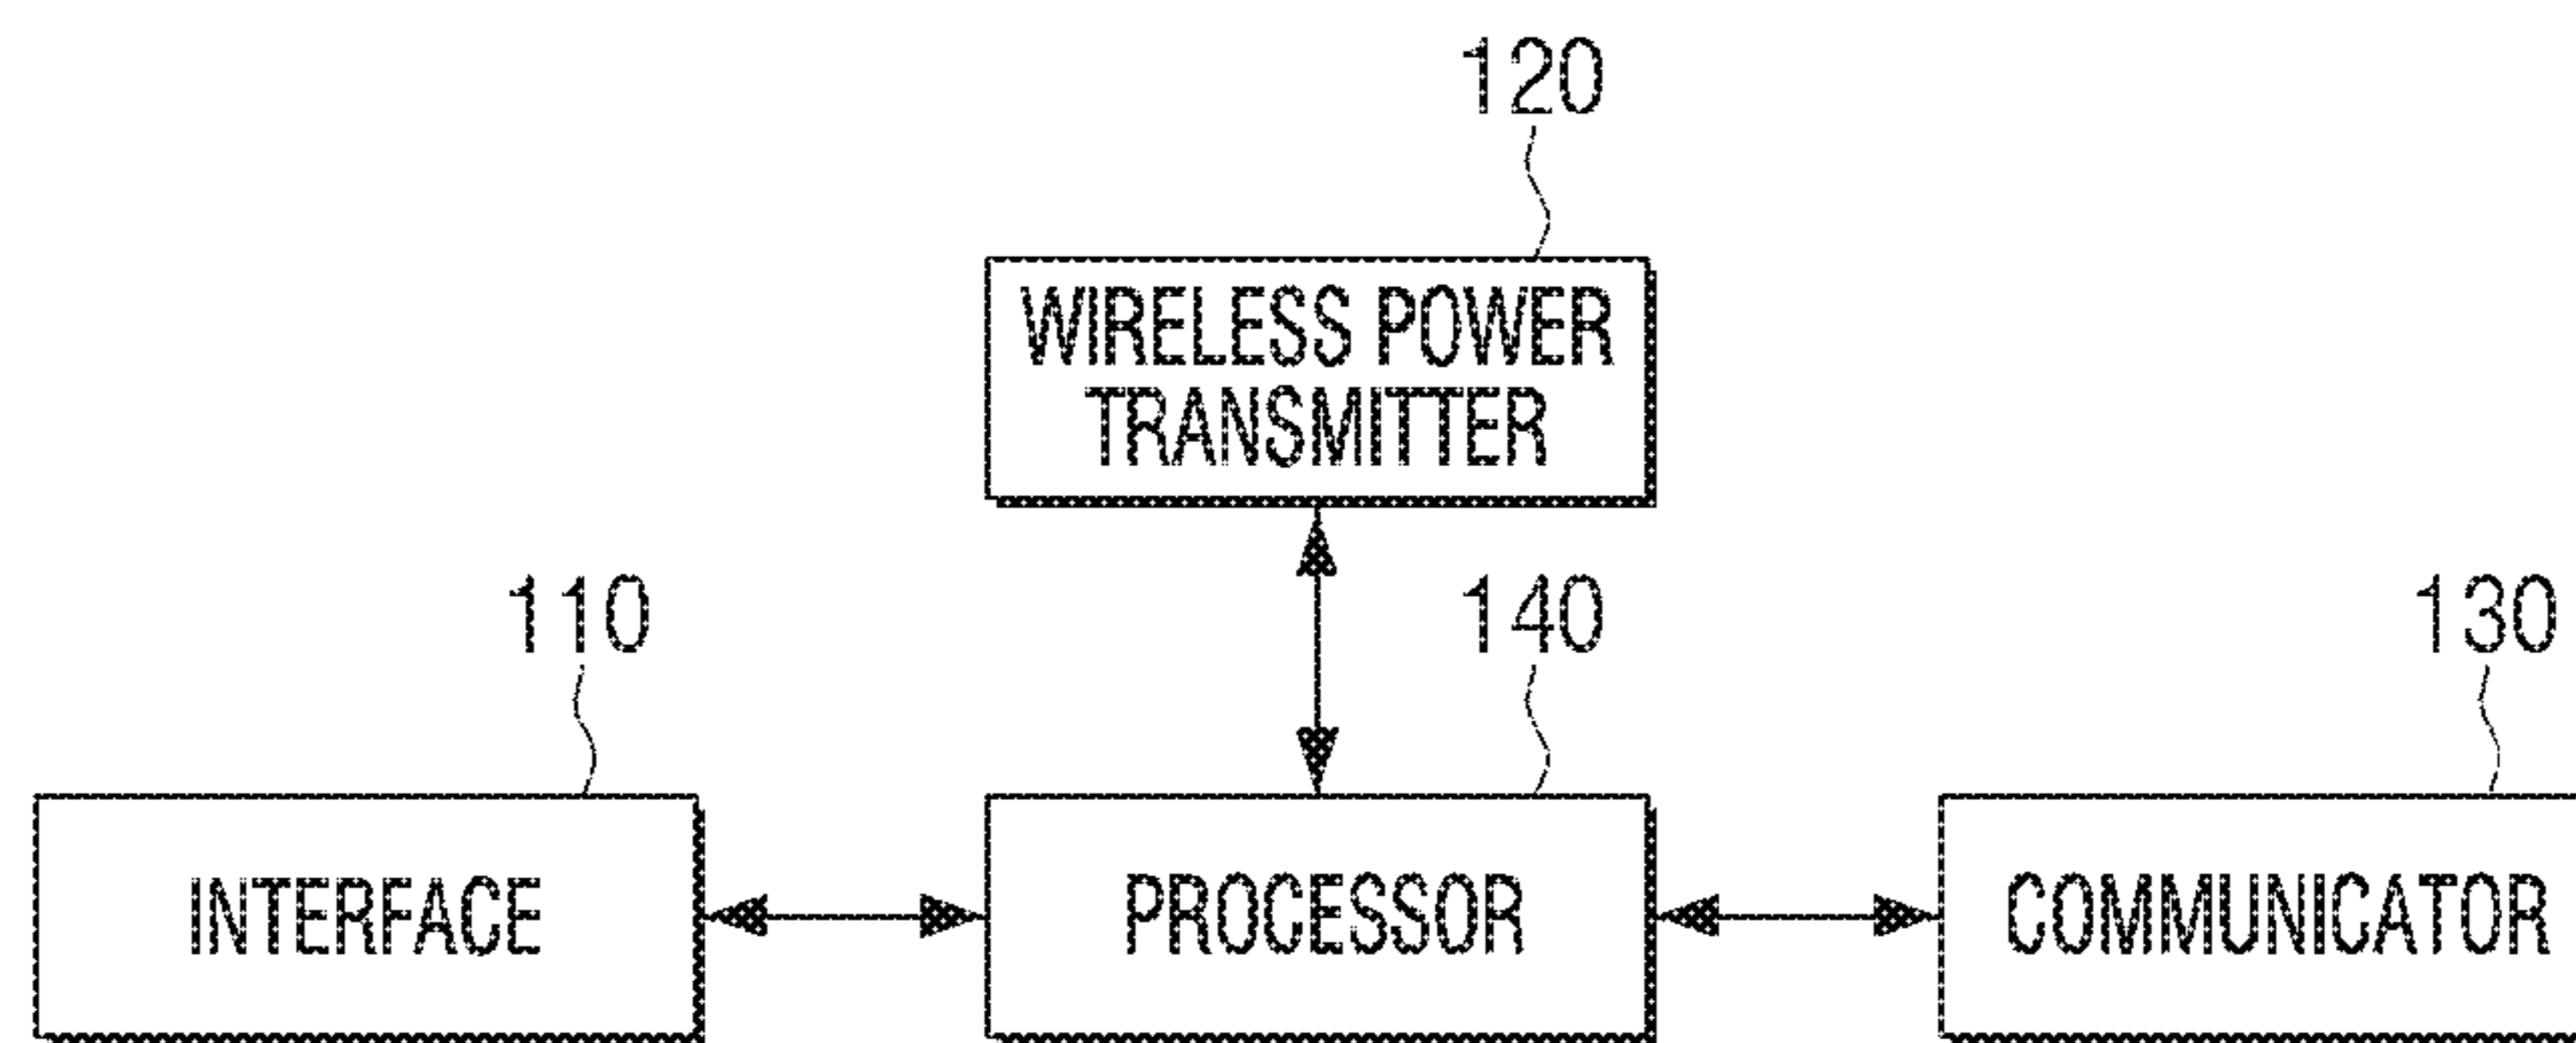 120
WIRELESS POWER
TRANSMITTER
110
140
130
INTERFACE
PROCESSOR
COMMUNICATOR